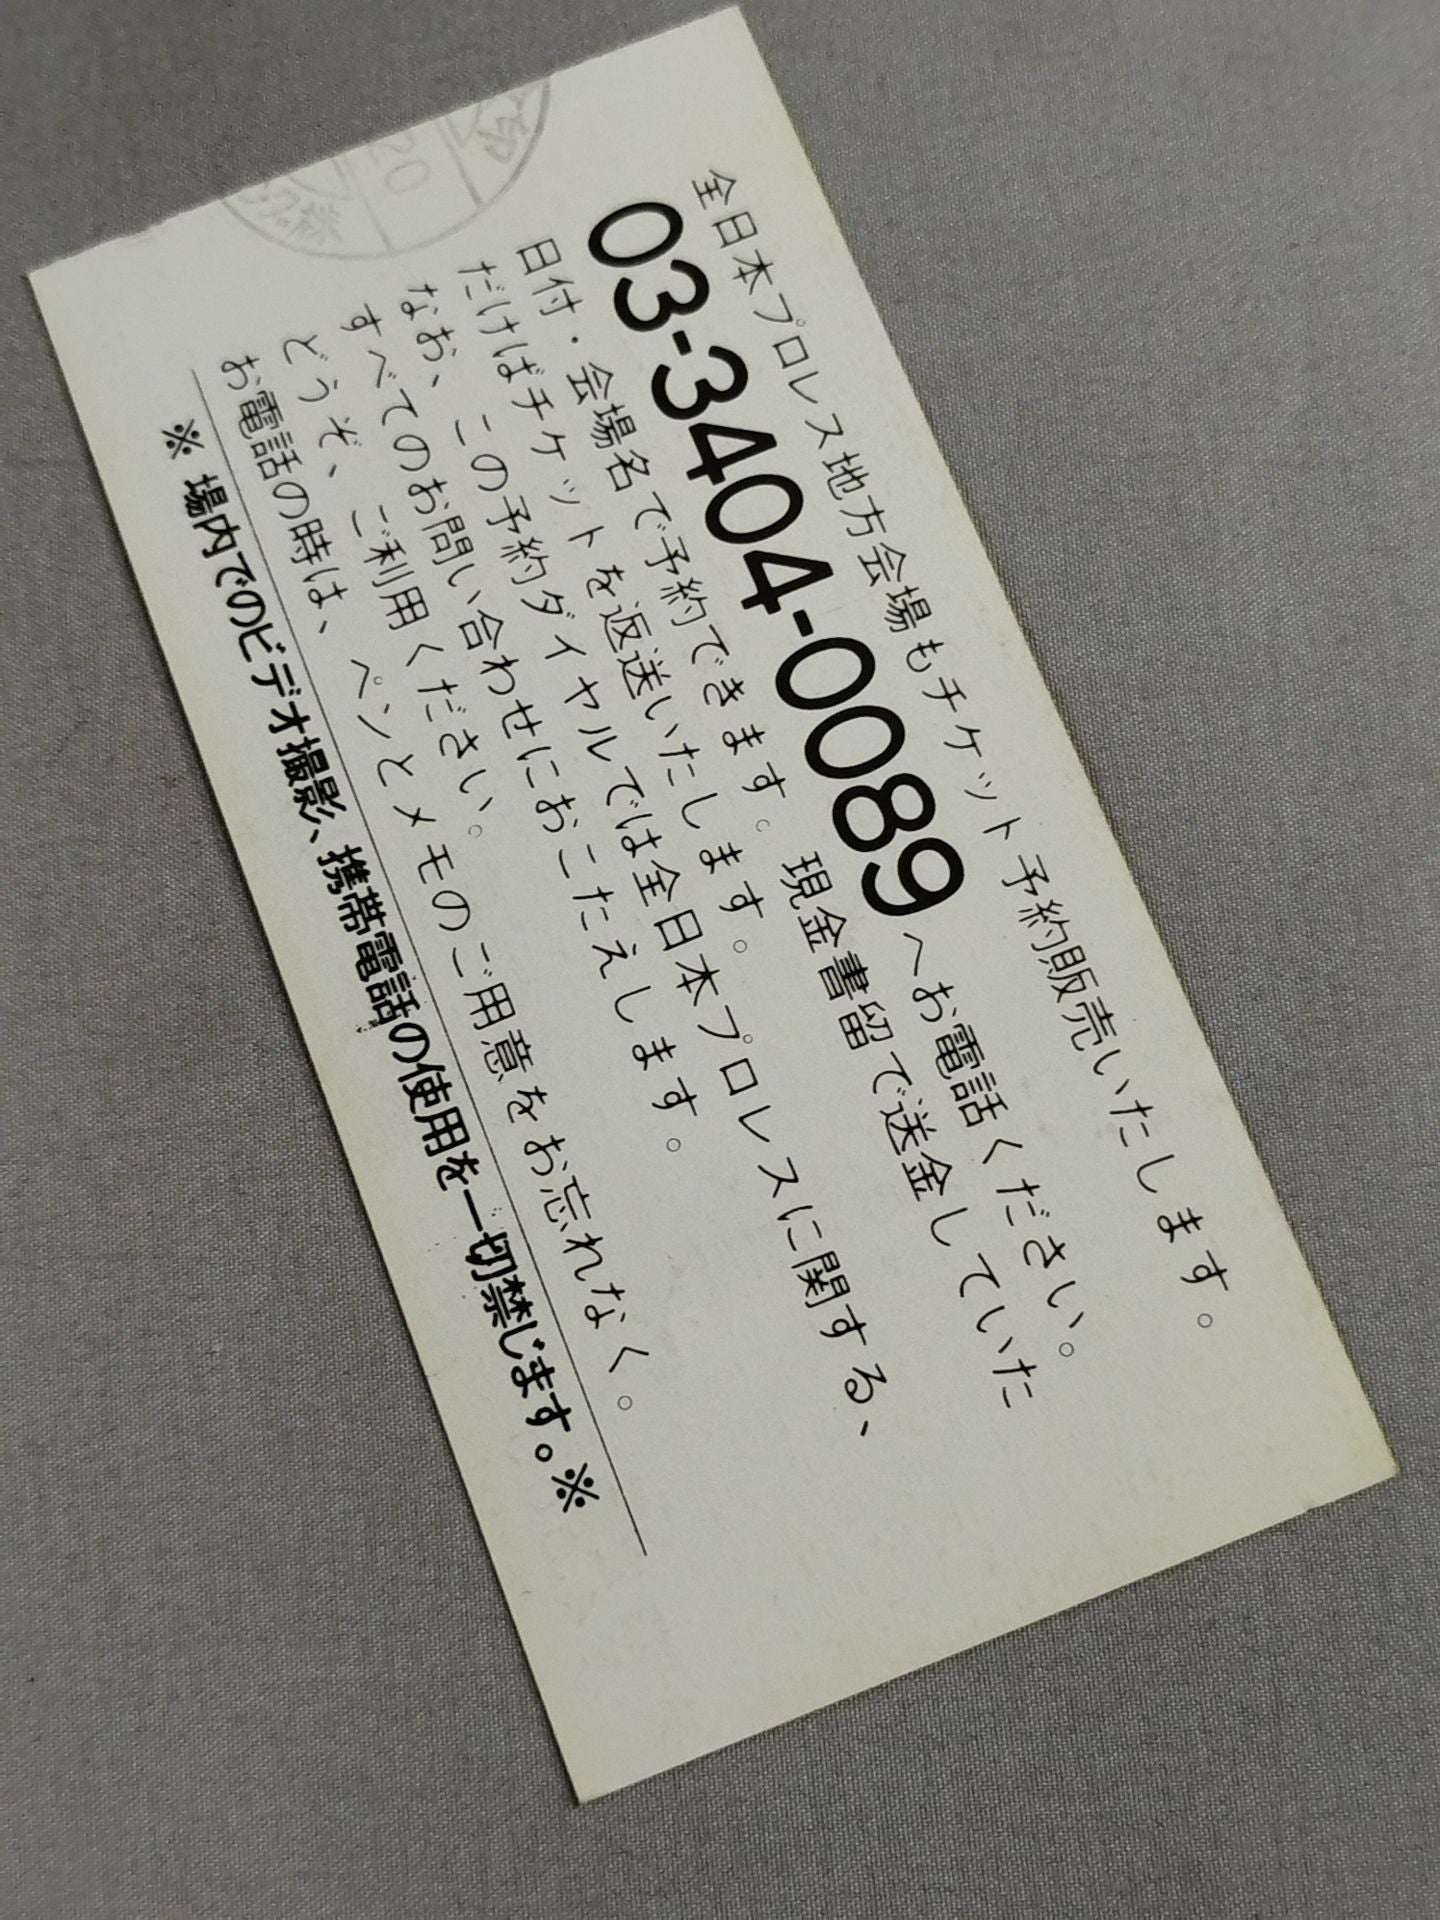 全日本プロレス地方会場もチケット予約販売いたします。
03-3404-0089へお電話ください。
日付・会場名で予約できます。現金書留で送金していた
だければチケットを返送いたします。
なお、この予約ダイヤルでは全日本プロレスに関する、
すべてのお問い合わせにおこたえします。
どうぞ、ご利用ください。
お電話の時は、ペンとメモのご用意をお忘れなく。
※場内でのビデオ撮影、携帯電話の使用を一切禁じます。※
20